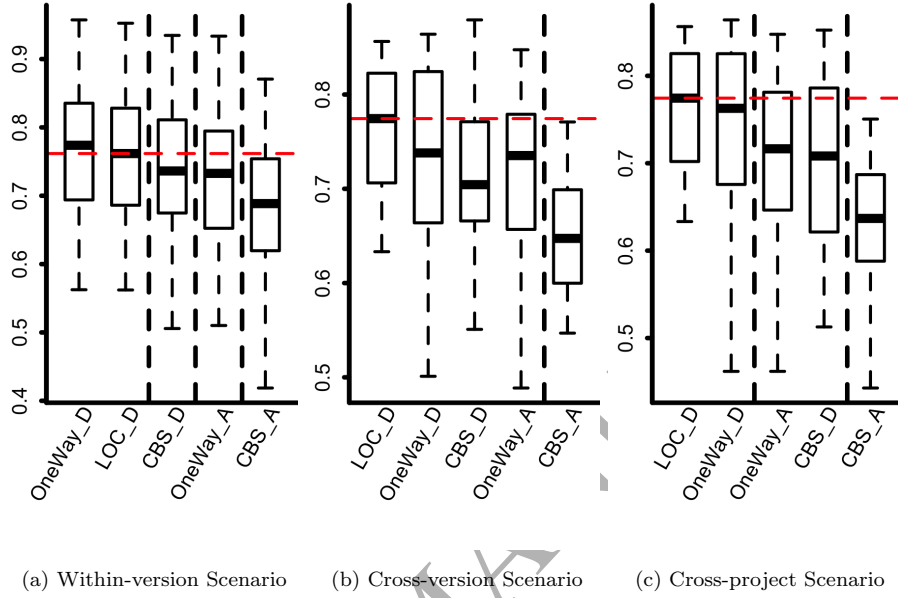 0.4 0.5 0.6 0.7 0.8 0.9
OneWay_D LOC_D CBS_D OneWay_A CBS_A
(a) Within-version Scenario
0.5 0.6 0.7 0.8
LOC_D OneWay_D CBS_D OneWay_A CBS_A
(b) Cross-version Scenario
0.5 0.6 0.7 0.8
LOC_D OneWay_D OneWay_A CBS_D CBS_A
(c) Cross-project Scenario